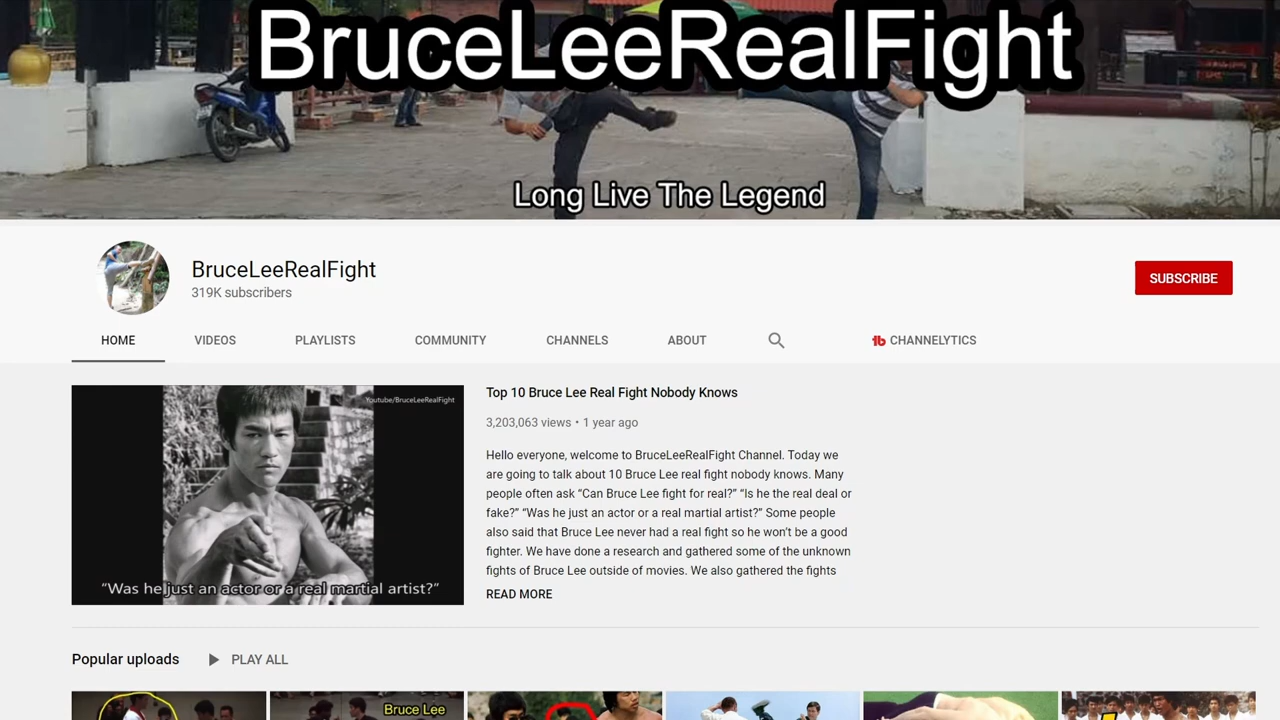 BruceLeeRealFight
Long Live The Legend
BruceLeeRealFight
319K subscribers
SUBSCRIBE
HOME
VIDEOS
PLAYLISTS
COMMUNITY
CHANNELS
ABOUT
CHANNELYTICS
Youtube/BruceLeeRealFight
“Was he just an actor or a real martial artist?”
Top 10 Bruce Lee Real Fight Nobody Knows
3,203,063 views • 1 year ago
Hello everyone, welcome to BruceLeeRealFight Channel. Today we
are going to talk about 10 Bruce Lee real fight nobody knows. Many
people often ask “Can Bruce Lee fight for real?” “Is he the real deal or
fake?” “Was he just an actor or a real martial artist?” Some people
also said that Bruce Lee never had a real fight so he won’t be a good
fighter. We have done a research and gathered some of the unknown
fights of Bruce Lee outside of movies. We also gathered the fights
READ MORE
Popular uploads
PLAY ALL
Bruce Lee